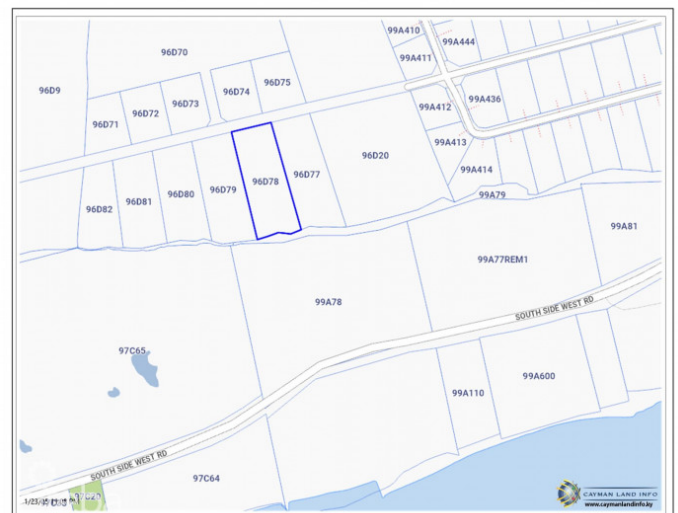 99A410
99A444
96D70
99A411
96D9
96D75
96D74
96D73
99A436
99A412
96D72
96D71
99A413
96D20
99A414
96D77
96D78
96D79
96D80
96D81
96D82
99A79
99A81
99A77REM1
99A78
SOUTH SIDE WEST RD
97C65
99A600
99A110
SOUTH SIDE WEST RD
97C64
CAYMAN LAND INFO
www.caymanlandinfo.ky